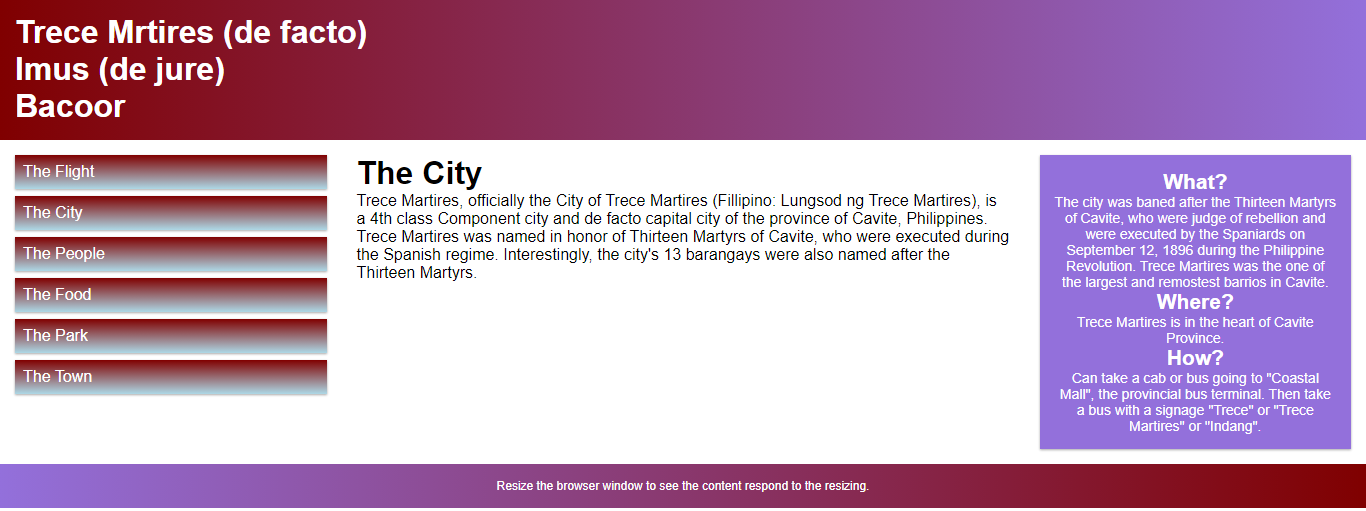 Trece Mrtires (de facto)
Imus (de jure)
Bacoor
The Flight
The City
The People
The Food
The Park
The Town
The City
Trece Martires, officially the City of Trece Martires (Fillipino: Lungsod ng Trece Martires), is
a 4th class Component city and de facto capital city of the province of Cavite, Philippines.
Trece Martires was named in honor of Thirteen Martyrs of Cavite, who were executed during
the Spanish regime. Interestingly, the city's 13 barangays were also named after the
Thirteen Martyrs.
What?
The city was baned after the Thirteen Martyrs
of Cavite, who were judge of rebellion and
were executed by the Spaniards on
September 12, 1896 during the Philippine
Revolution. Trece Martires was the one of
the largest and remostest barrios in Cavite.
Where?
Trece Martires is in the heart of Cavite
Province.
How?
Can take a cab or bus going to "Coastal
Mall", the provincial bus terminal. Then take
a bus with a signage "Trece" or "Trece
Martires" or "Indang".
Resize the browser window to see the content respond to the resizing.